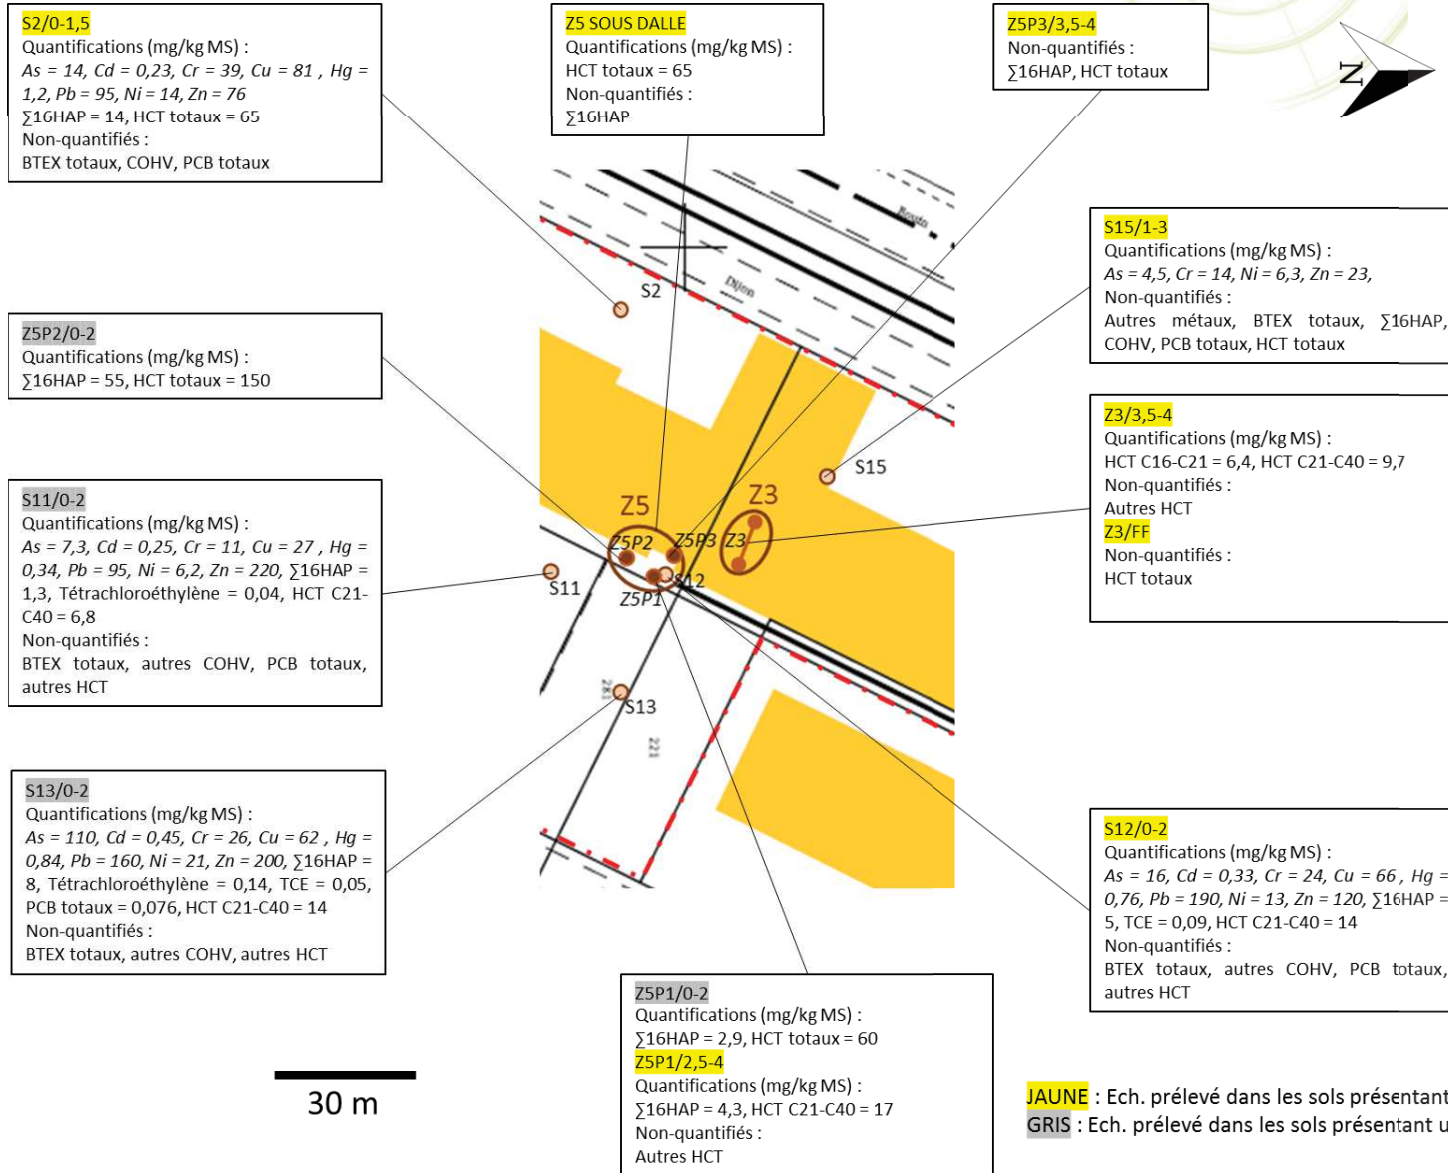 S2/0-1,5
Quantifications (mg/kg MS) :
As = 14, Cd = 0,23, Cr = 39, Cu = 81 , Hg =
1,2, Pb = 95, Ni = 14, Zn = 76
∑16HAP = 14, HCT totaux = 65
Non-quantifiés :
BTEX totaux, COHV, PCB totaux
Z5 SOUS DALLE
Quantifications (mg/kg MS) :
HCT totaux = 65
Non-quantifiés :
∑16HAP
Z5P3/3,5-4
Non-quantifiés :
∑16HAP, HCT totaux
N
S15/1-3
Quantifications (mg/kg MS) :
As = 4,5, Cr = 14, Ni = 6,3, Zn = 23,
Non-quantifiés :
Autres métaux, BTEX totaux, ∑16HAP,
COHV, PCB totaux, HCT totaux
Z5P2/0-2
Quantifications (mg/kg MS) :
∑16HAP = 55, HCT totaux = 150
Z3/3,5-4
Quantifications (mg/kg MS) :
HCT C16-C21 = 6,4, HCT C21-C40 = 9,7
Non-quantifiés :
Autres HCT
Z3/FF
Non-quantifiés :
HCT totaux
S11/0-2
Quantifications (mg/kg MS) :
As = 7,3, Cd = 0,25, Cr = 11, Cu = 27 , Hg =
0,34, Pb = 95, Ni = 6,2, Zn = 220, ∑16HAP =
1,3, Tétrachloroéthylène = 0,04, HCT C21-
C40 = 6,8
Non-quantifiés :
BTEX totaux, autres COHV, PCB totaux,
autres HCT
Route
Dijon
S2
S15
Z5
Z3
Z5P2
Z5P3
Z3
S11
S12
Z5P1
281
S13
221
S13/0-2
Quantifications (mg/kg MS) :
As = 110, Cd = 0,45, Cr = 26, Cu = 62 , Hg =
0,84, Pb = 160, Ni = 21, Zn = 200, ∑16HAP =
8, Tétrachloroéthylène = 0,14, TCE = 0,05,
PCB totaux = 0,076, HCT C21-C40 = 14
Non-quantifiés :
BTEX totaux, autres COHV, autres HCT
S12/0-2
Quantifications (mg/kg MS) :
As = 16, Cd = 0,33, Cr = 24, Cu = 66 , Hg =
0,76, Pb = 190, Ni = 13, Zn = 120, ∑16HAP =
5, TCE = 0,09, HCT C21-C40 = 14
Non-quantifiés :
BTEX totaux, autres COHV, PCB totaux,
autres HCT
Z5P1/0-2
Quantifications (mg/kg MS) :
∑16HAP = 2,9, HCT totaux = 60
Z5P1/2,5-4
Quantifications (mg/kg MS) :
∑16HAP = 4,3, HCT C21-C40 = 17
Non-quantifiés :
Autres HCT
30 m
JAUNE : Ech. prélevé dans les sols présentant
GRIS : Ech. prélevé dans les sols présentant u